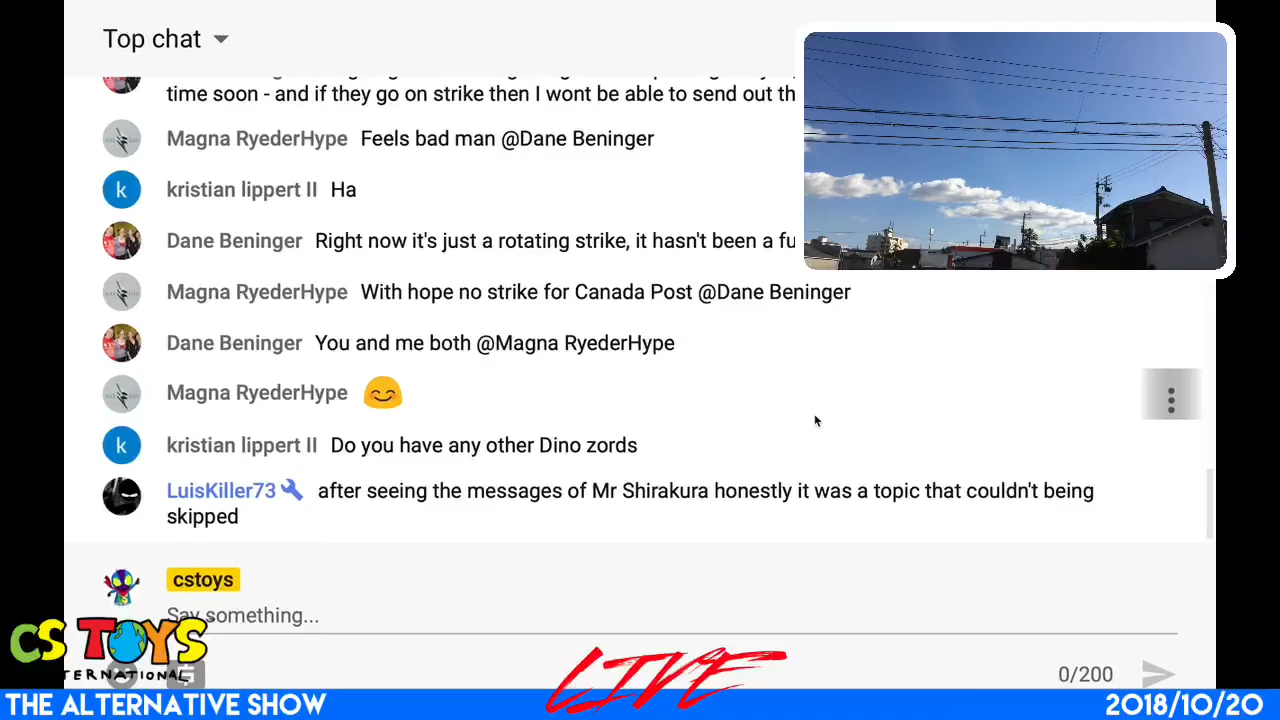 Top chat
time soon - and if they go on strike then I wont be able to send out th
Magna RyederHype Feels bad man @Dane Beninger
k kristian lippert II Ha
Dane Beninger Right now it's just a rotating strike, it hasn't been a fu
Magna RyederHype With hope no strike for Canada Post @Dane Beninger
Dane Beninger You and me both @Magna RyederHype
Magna RyederHype 😊
k kristian lippert II Do you have any other Dino zords
LuisKiller73 after seeing the messages of Mr Shirakura honestly it was a topic that couldn't being
skipped
cstoys
Say something...
CS TOYS
TERNATIONAL
LIVE
0/200
THE ALTERNATIVE SHOW
2018/10/20